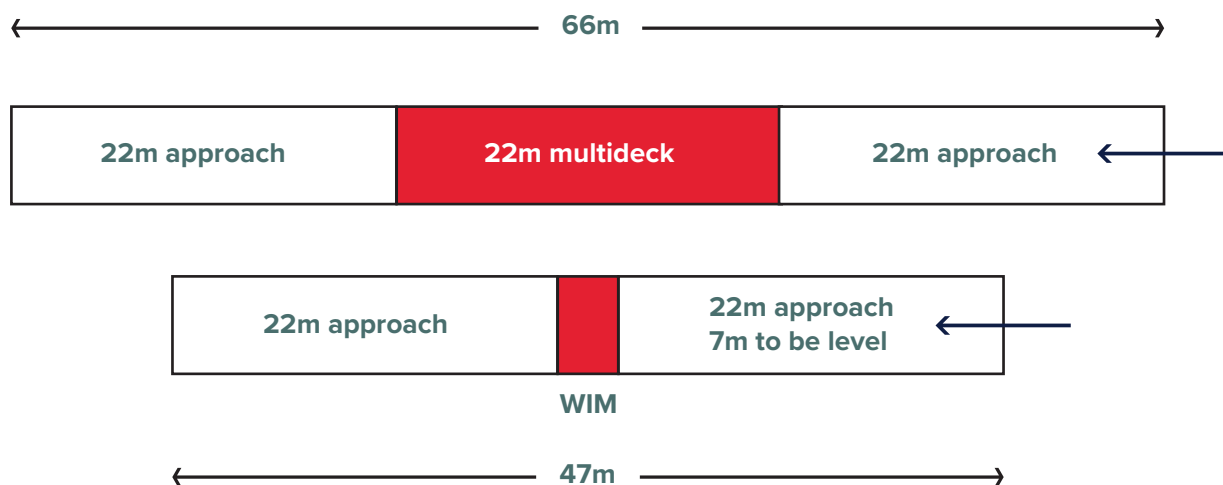 66m
22m approach
22m multideck
22m approach
22m approach
22m approach
7m to be level
WIM
47m